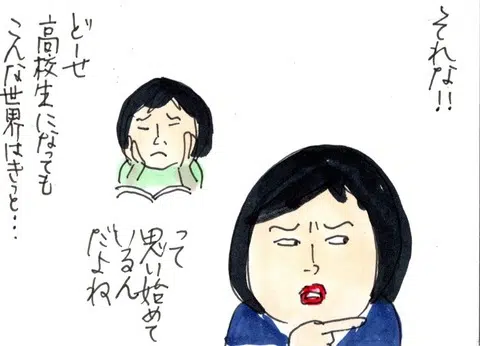 それな!!
どーせ
高校生になっても
こんな世界はきっと…
って
思い始めて
いるん
だよね